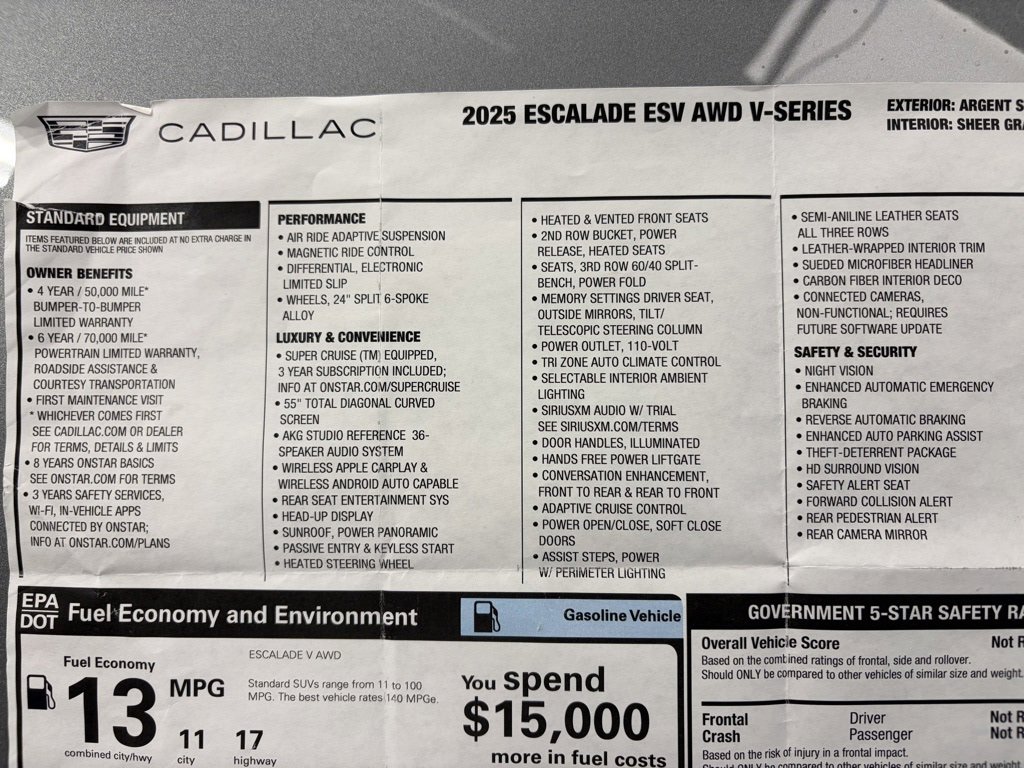 CADILLAC
2025 ESCALADE ESV AWD V-SERIES
EXTERIOR: ARGENT
INTERIOR: SHEER
STANDARD EQUIPMENT
ITEMS FEATURED BELOW ARE INCLUDED AT NO EXTRA CHARGE IN
THE STANDARD VEHICLE PRICE SHOWN
OWNER BENEFITS
• 4 YEAR / 50,000 MILE*
BUMPER-TO-BUMPER
LIMITED WARRANTY
• 6 YEAR / 70,000 MILE*
POWERTRAIN LIMITED WARRANTY,
ROADSIDE ASSISTANCE &
COURTESY TRANSPORTATION
• FIRST MAINTENANCE VISIT
* WHICHEVER COMES FIRST
SEE CADILLAC.COM OR DEALER
FOR TERMS, DETAILS & LIMITS
• 8 YEARS ONSTAR BASICS
SEE ONSTAR.COM FOR TERMS
• 3 YEARS SAFETY SERVICES,
WI-FI, IN-VEHICLE APPS
CONNECTED BY ONSTAR;
INFO AT ONSTAR.COM/PLANS
PERFORMANCE
• AIR RIDE ADAPTIVE SUSPENSION
• MAGNETIC RIDE CONTROL
• DIFFERENTIAL, ELECTRONIC
LIMITED SLIP
• WHEELS, 24" SPLIT 6-SPOKE
ALLOY
LUXURY & CONVENIENCE
• SUPER CRUISE (TM) EQUIPPED,
3 YEAR SUBSCRIPTION INCLUDED;
INFO AT ONSTAR.COM/SUPERCRUISE
• 55" TOTAL DIAGONAL CURVED
SCREEN
• AKG STUDIO REFERENCE 36-
SPEAKER AUDIO SYSTEM
• WIRELESS APPLE CARPLAY &
WIRELESS ANDROID AUTO CAPABLE
• REAR SEAT ENTERTAINMENT SYS
• HEAD-UP DISPLAY
• SUNROOF, POWER PANORAMIC
• PASSIVE ENTRY & KEYLESS START
• HEATED STEERING WHEEL
• HEATED & VENTED FRONT SEATS
• 2ND ROW BUCKET, POWER
RELEASE, HEATED SEATS
• SEATS, 3RD ROW 60/40 SPLIT-
BENCH, POWER FOLD
• MEMORY SETTINGS DRIVER SEAT,
OUTSIDE MIRRORS, TILT/
TELESCOPIC STEERING COLUMN
• POWER OUTLET, 110-VOLT
• TRI ZONE AUTO CLIMATE CONTROL
• SELECTABLE INTERIOR AMBIENT
LIGHTING
• SIRIUSXM AUDIO W/ TRIAL
SEE SIRIUSXM.COM/TERMS
• DOOR HANDLES, ILLUMINATED
• HANDS FREE POWER LIFTGATE
• CONVERSATION ENHANCEMENT,
FRONT TO REAR & REAR TO FRONT
• ADAPTIVE CRUISE CONTROL
• POWER OPEN/CLOSE, SOFT CLOSE
DOORS
• ASSIST STEPS, POWER
W/ PERIMETER LIGHTING
• SEMI-ANILINE LEATHER SEATS
ALL THREE ROWS
• LEATHER-WRAPPED INTERIOR TRIM
• SUEDED MICROFIBER HEADLINER
• CARBON FIBER INTERIOR DECO
• CONNECTED CAMERAS,
NON-FUNCTIONAL; REQUIRES
FUTURE SOFTWARE UPDATE
SAFETY & SECURITY
• NIGHT VISION
• ENHANCED AUTOMATIC EMERGENCY
BRAKING
• REVERSE AUTOMATIC BRAKING
• ENHANCED AUTO PARKING ASSIST
• THEFT-DETERRENT PACKAGE
• HD SURROUND VISION
• SAFETY ALERT SEAT
• FORWARD COLLISION ALERT
• REAR PEDESTRIAN ALERT
• REAR CAMERA MIRROR
EPA
DOT
Fuel Economy and Environment
Gasoline Vehicle
Fuel Economy
13 MPG
combined city/hwy
11
city
17
highway
ESCALADE V AWD
Standard SUVs range from 11 to 100
MPG. The best vehicle rates 140 MPGe.
You spend
$15,000
more in fuel costs
GOVERNMENT 5-STAR SAFETY
Overall Vehicle Score Not
Based on the combined ratings of frontal, side and rollover.
Should ONLY be compared to other vehicles of similar size and weight.
Frontal Driver Not
Crash Passenger Not
Based on the risk of injury in a frontal impact.
Should ONLY be compared to other vehicles of similar size and weight